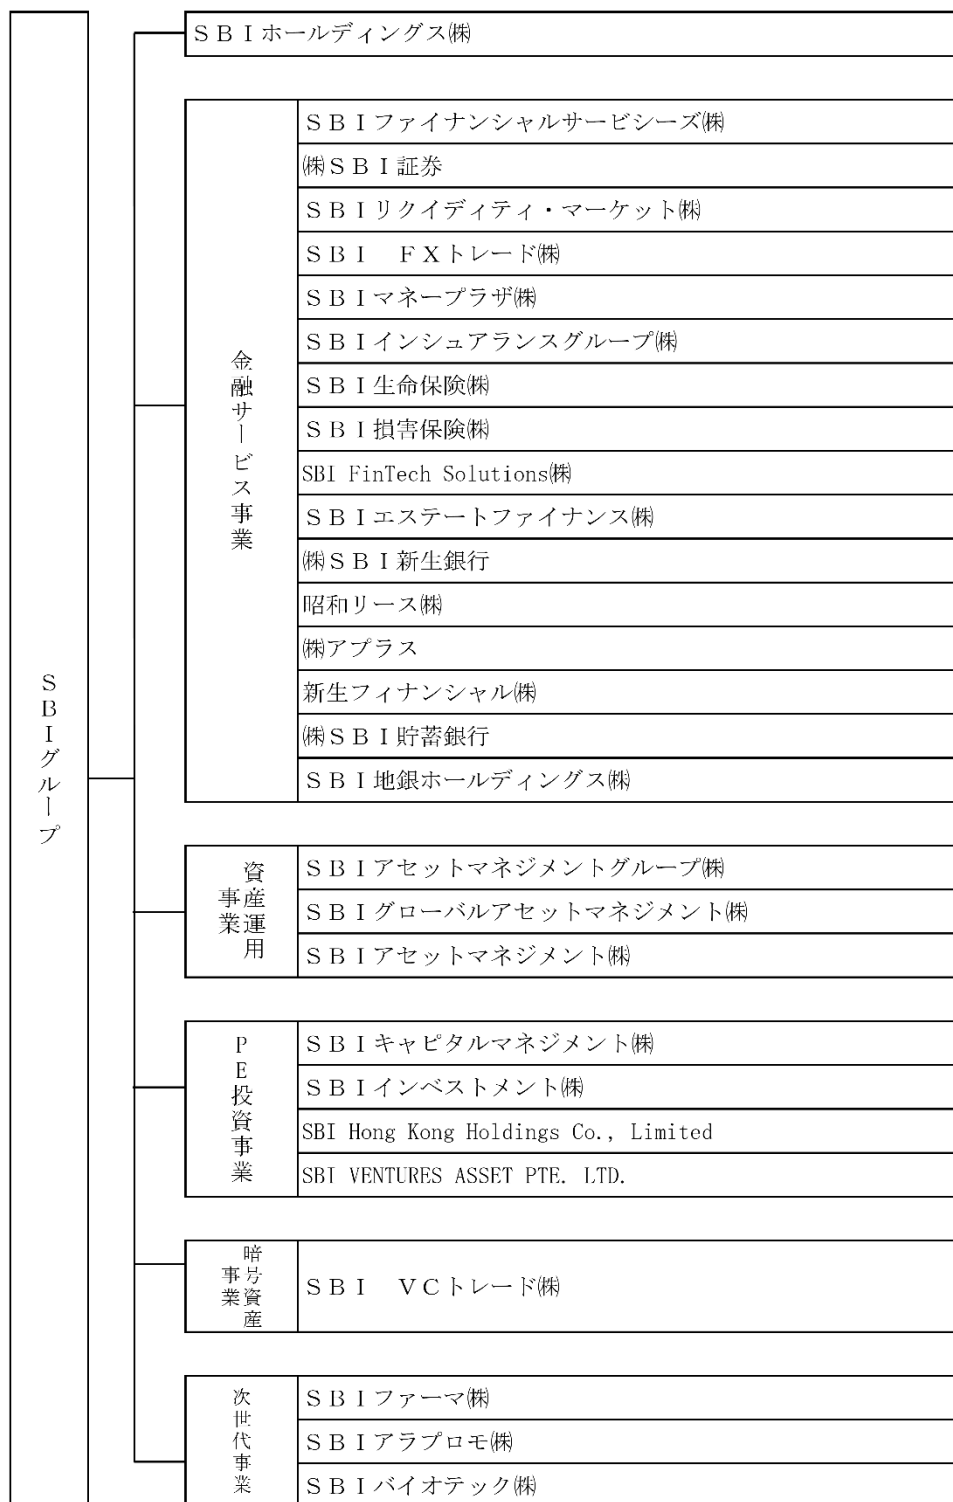 SBIグループ
SBIホールディングス㈱
金融サービス事業
SBIファイナンシャルサービシーズ㈱
㈱SBI証券
SBIリクイディティ・マーケット㈱
SBI　FXトレード㈱
SBIマネープラザ㈱
SBIインシュアランスグループ㈱
SBI生命保険㈱
SBI損害保険㈱
SBI FinTech Solutions㈱
SBIエステートファイナンス㈱
㈱SBI新生銀行
昭和リース㈱
㈱アプラス
新生フィナンシャル㈱
㈱SBI貯蓄銀行
SBI地銀ホールディングス㈱
資産運用
事業
SBIアセットマネジメントグループ㈱
SBIグローバルアセットマネジメント㈱
SBIアセットマネジメント㈱
PE投資事業
SBIキャピタルマネジメント㈱
SBIインベストメント㈱
SBI Hong Kong Holdings Co., Limited
SBI VENTURES ASSET PTE. LTD.
暗号資産
事業
SBI　VCトレード㈱
次世代事業
SBIファーマ㈱
SBIアラプロモ㈱
SBIバイオテック㈱